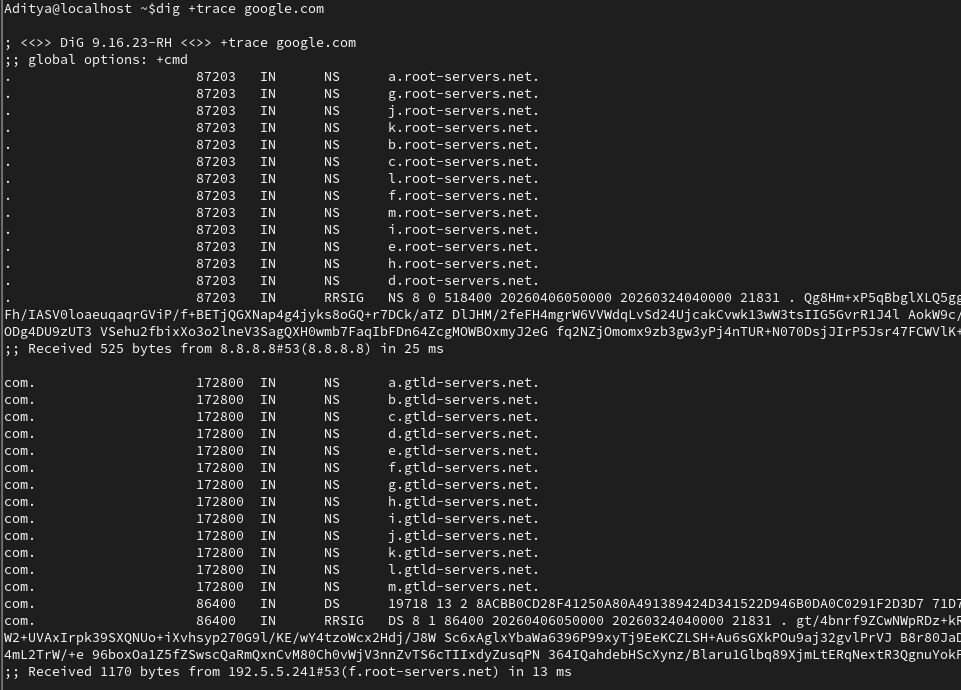 Aditya@localhost ~$dig +trace google.com
; <<>> DiG 9.16.23-RH <<>> +trace google.com
;; global options: +cmd
. 87203 IN NS a.root-servers.net.
. 87203 IN NS g.root-servers.net.
. 87203 IN NS j.root-servers.net.
. 87203 IN NS k.root-servers.net.
. 87203 IN NS b.root-servers.net.
. 87203 IN NS c.root-servers.net.
. 87203 IN NS l.root-servers.net.
. 87203 IN NS f.root-servers.net.
. 87203 IN NS m.root-servers.net.
. 87203 IN NS i.root-servers.net.
. 87203 IN NS e.root-servers.net.
. 87203 IN NS h.root-servers.net.
. 87203 IN NS d.root-servers.net.
. 87203 IN RRSIG NS 8 0 518400 20260406050000 20260324040000 21831 . Qg8Hm+xP5qBbglXLQ5gg
Fh/IASV0loaeuqaqrGViP/f+BETjQGXNap4g4jyks8oGQ+r7DCk/aTZ DlJHM/2feFH4mgrW6VVWdqLvSd24UjcakCvwk13wW3tsIIG5GvrR1J4l AokW9c/
ODg4DU9zUT3 VSehu2fbixXo3o2lneV3SagQXH0wmb7FaqIbFDn64ZcgMOWBOxmyJ2eG fq2NZjOmomx9zb3gw3yPj4nTUR+N070DsjJIrP5Jsr47FCWVlK+
;; Received 525 bytes from 8.8.8.8#53(8.8.8.8) in 25 ms
com. 172800 IN NS a.gtld-servers.net.
com. 172800 IN NS b.gtld-servers.net.
com. 172800 IN NS c.gtld-servers.net.
com. 172800 IN NS d.gtld-servers.net.
com. 172800 IN NS e.gtld-servers.net.
com. 172800 IN NS f.gtld-servers.net.
com. 172800 IN NS g.gtld-servers.net.
com. 172800 IN NS h.gtld-servers.net.
com. 172800 IN NS i.gtld-servers.net.
com. 172800 IN NS j.gtld-servers.net.
com. 172800 IN NS k.gtld-servers.net.
com. 172800 IN NS l.gtld-servers.net.
com. 172800 IN NS m.gtld-servers.net.
com. 86400 IN DS 19718 13 2 8ACBB0CD28F41250A80A491389424D341522D946B0DA0C0291F2D3D7 71D7
com. 86400 IN RRSIG DS 8 1 86400 20260406050000 20260324040000 21831 . gt/4bnrf9ZCwNWpRDz+kR
W2+UVAxIrpk39SXQNUo+iXvhsyp270G9l/KE/wY4tzoWcx2Hdj/J8W Sc6xAglxYbaWa6396P99xyTj9EeKCZLSH+Au6sGXkPOu9aj32gvlPrVJ B8r80JaD
4mL2TrW/+e 96boxOa1Z5fZSwscQaRmQxnCvM80Ch0vWjV3nnZvTS6cTIIxdyZusqPN 364IQahdebHScXynz/Blaru1Glbq89XjmLtERqNextR3QgnuYokF
;; Received 1170 bytes from 192.5.5.241#53(f.root-servers.net) in 13 ms